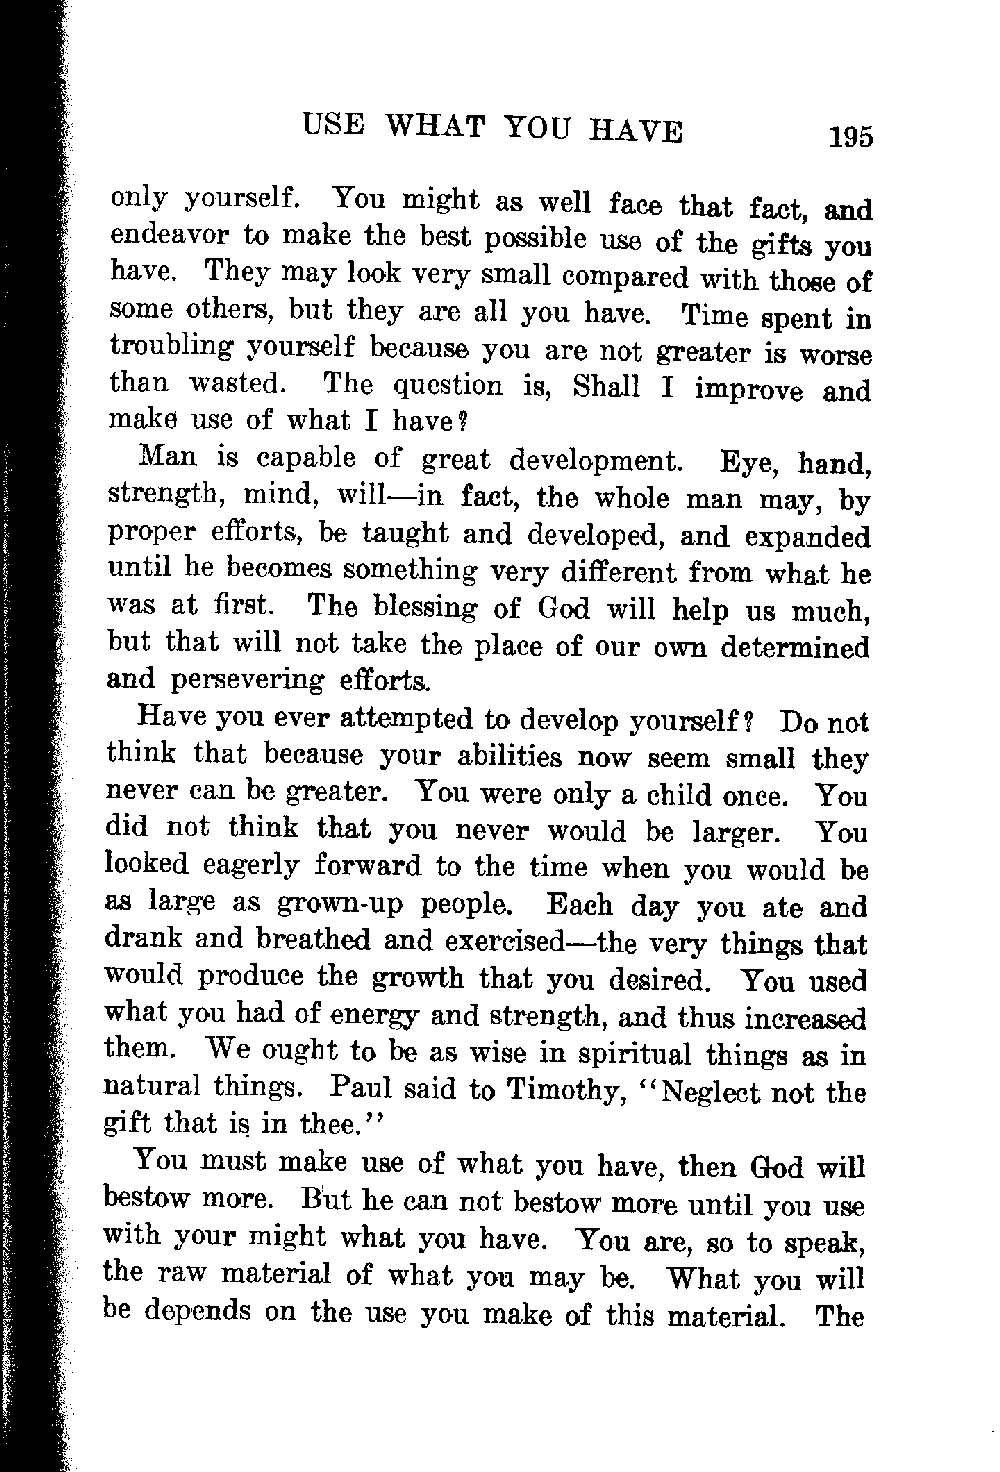 USE WHAT YOU HAVE 195
only yourself. You might as well face that fact, and
endeavor to make the best possible use of the gifts you
have. They may look very small compared with those of
some others, but they are all you have. Time spent in
troubling yourself because you are not greater is worse
than wasted. The question is, Shall I improve and
make use of what I have?
Man is capable of great development. Eye, hand,
strength, mind, will—in fact, the whole man may, by
proper efforts, be taught and developed, and expanded
until he becomes something very different from what he
was at first. The blessing of God will help us much,
but that will not take the place of our own determined
and persevering efforts.
Have you ever attempted to develop yourself? Do not
think that because your abilities now seem small they
never can be greater. You were only a child once. You
did not think that you never would be larger. You
looked eagerly forward to the time when you would be
as large as grown-up people. Each day you ate and
drank and breathed and exercised—the very things that
would produce the growth that you desired. You used
what you had of energy and strength, and thus increased
them. We ought to be as wise in spiritual things as in
natural things. Paul said to Timothy, "Neglect not the
gift that is in thee."
You must make use of what you have, then God will
bestow more. But he can not bestow more until you use
with your might what you have. You are, so to speak,
the raw material of what you may be. What you will
be depends on the use you make of this material. The